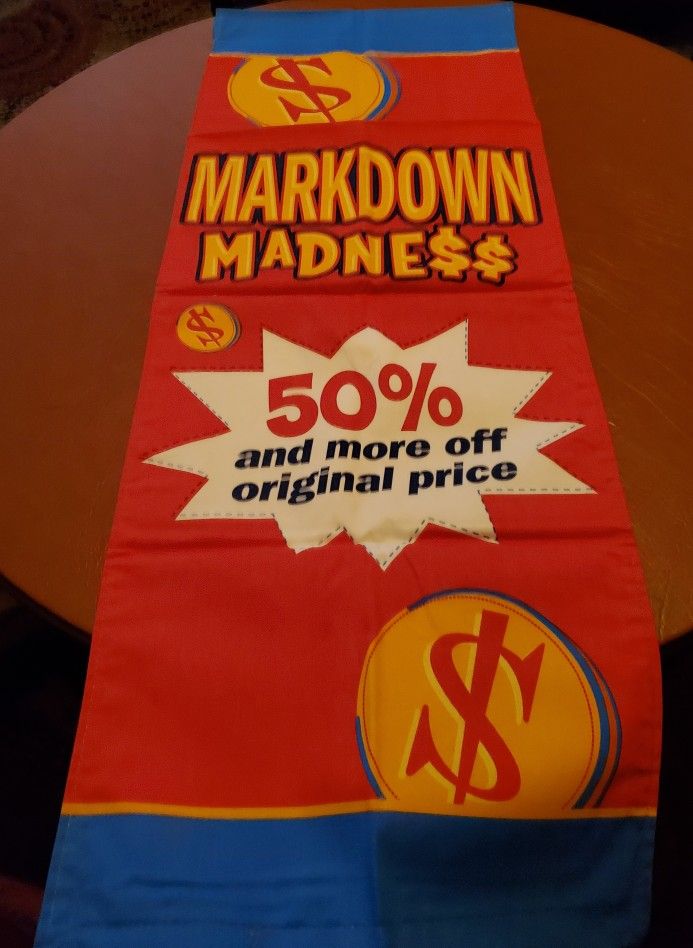 $
MARKDOWN
MADNE$$
$
50%
and more off
original price
$